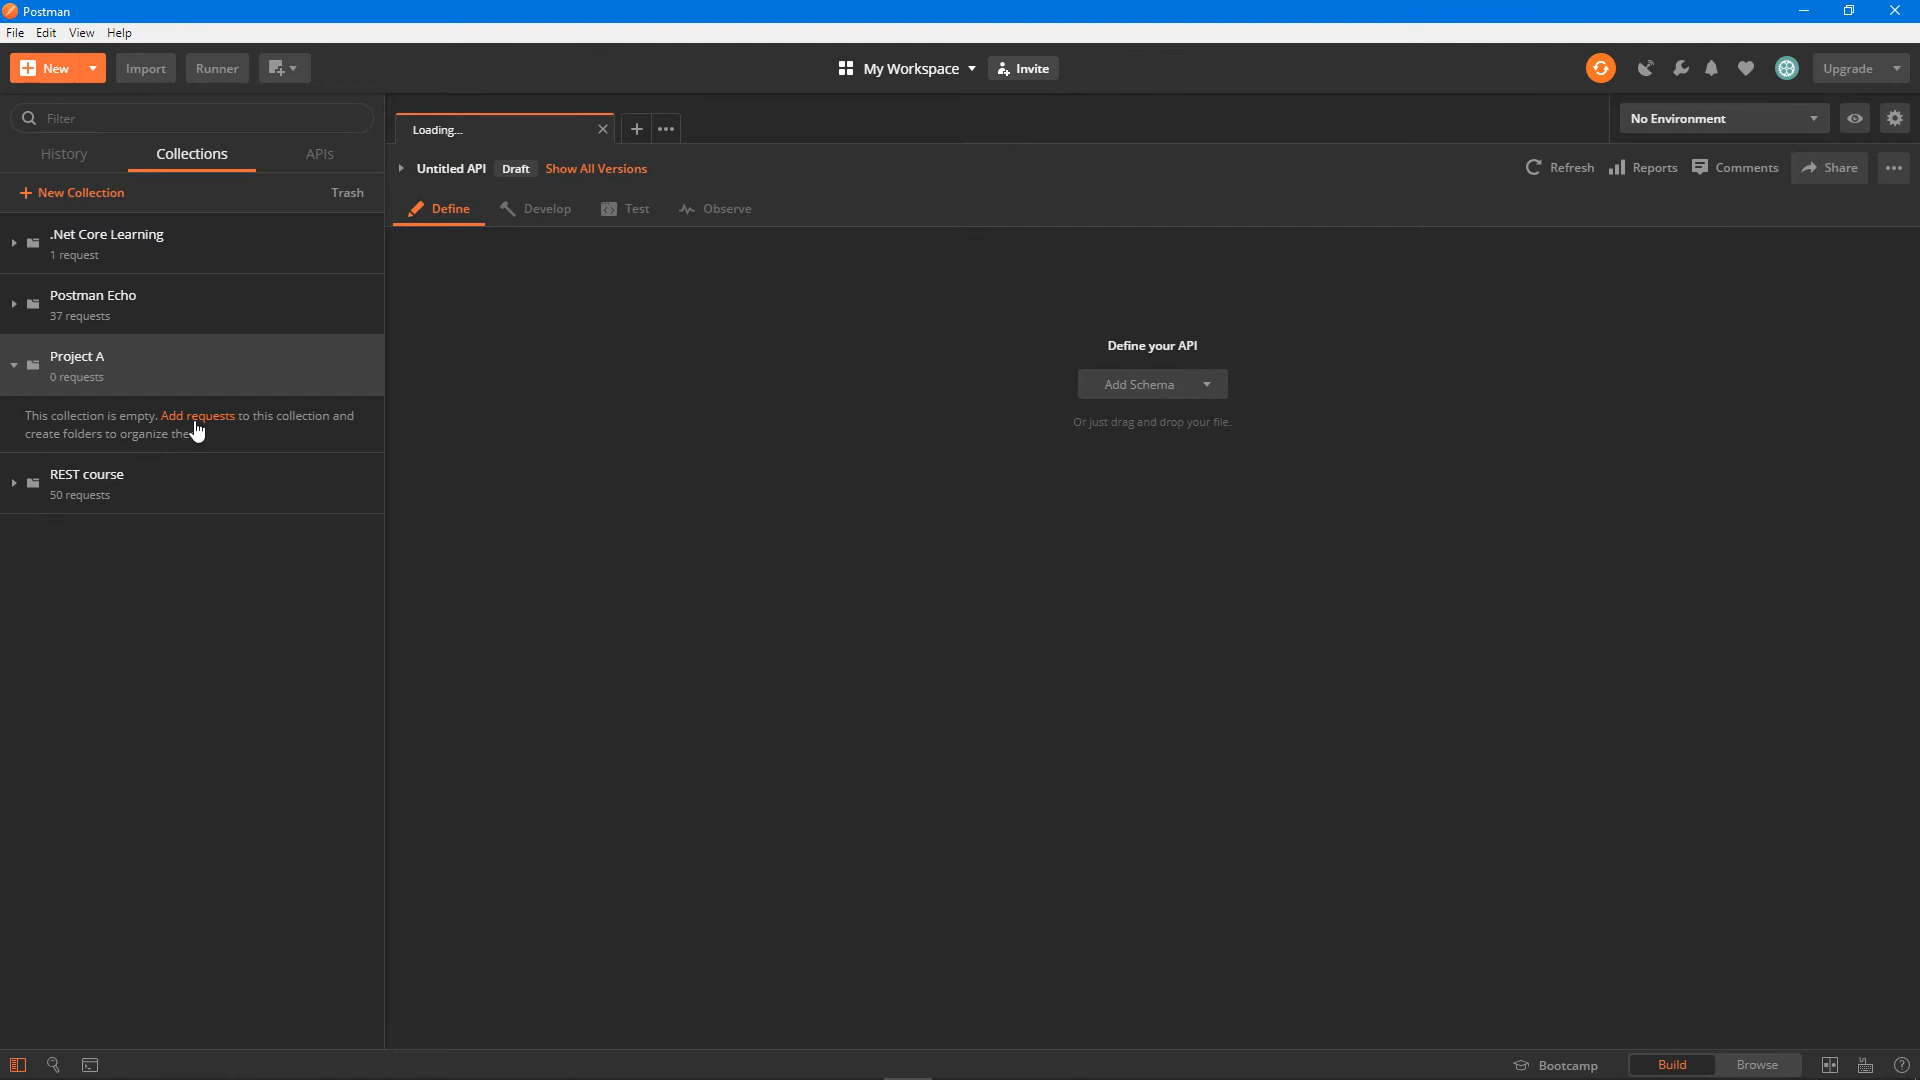 Postman
File Edit View Help
New Import Runner My Workspace Invite Upgrade
Filter
Loading...
No Environment
History Collections APIs
Untitled API Draft Show All Versions Refresh Reports Comments Share
New Collection Trash
Define Develop Test Observe
.Net Core Learning
1 request
Postman Echo
37 requests
Project A
0 requests
This collection is empty. Add requests to this collection and
create folders to organize
REST course
50 requests
Define your API
Add Schema
Or just drag and drop your file.
Bootcamp Build Browse